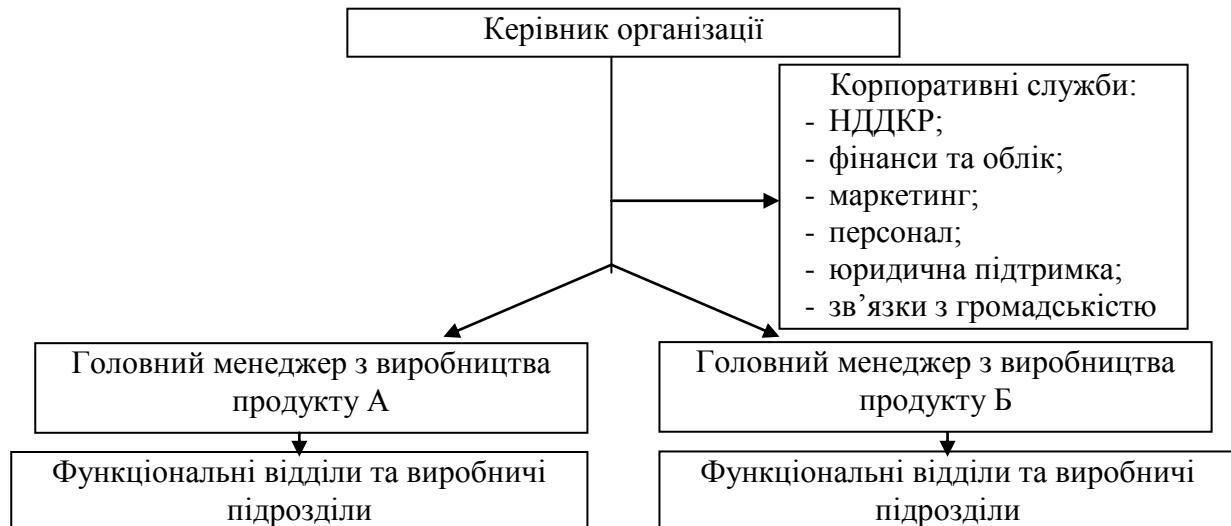 Керівник організації
Корпоративні служби:
- НДДКР;
- фінанси та облік;
- маркетинг;
- персонал;
- юридична підтримка;
- зв’язки з громадськістю
Головний менеджер з виробництва
продукту А
Головний менеджер з виробництва
продукту Б
Функціональні відділи та виробничі
підрозділи
Функціональні відділи та виробничі
підрозділи